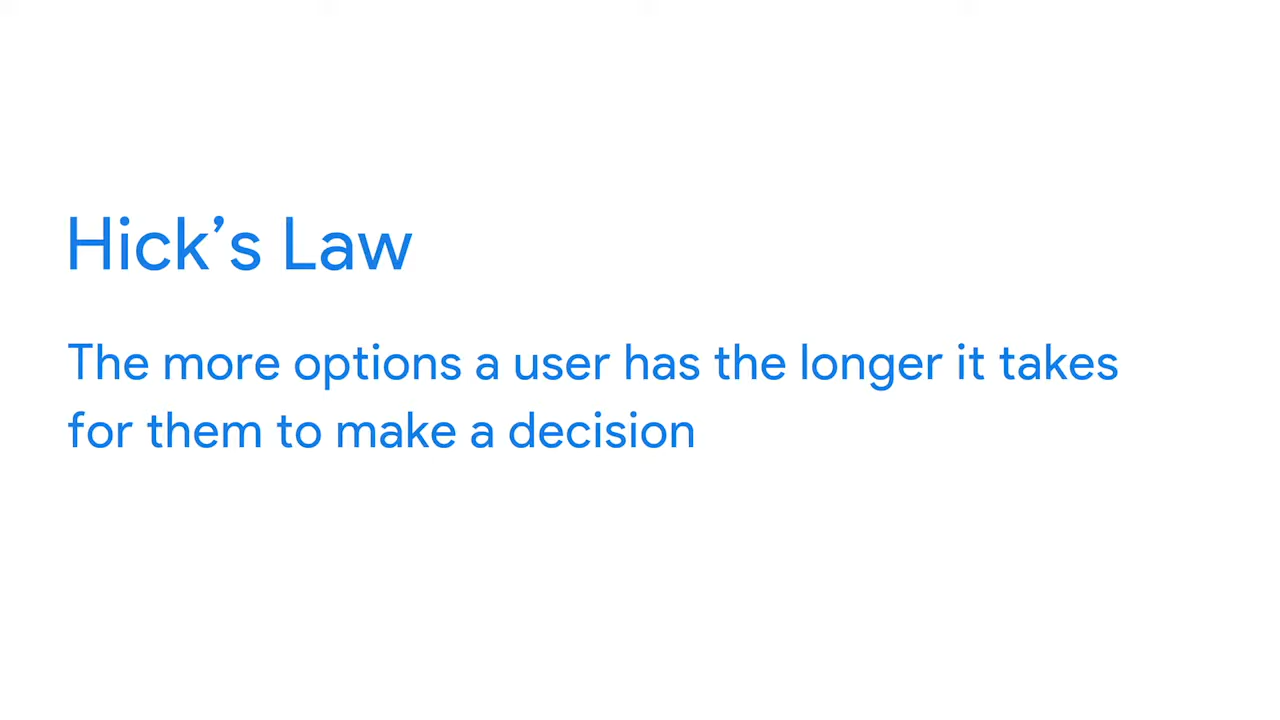 Hick’s Law
The more options a user has the longer it takes
for them to make a decision